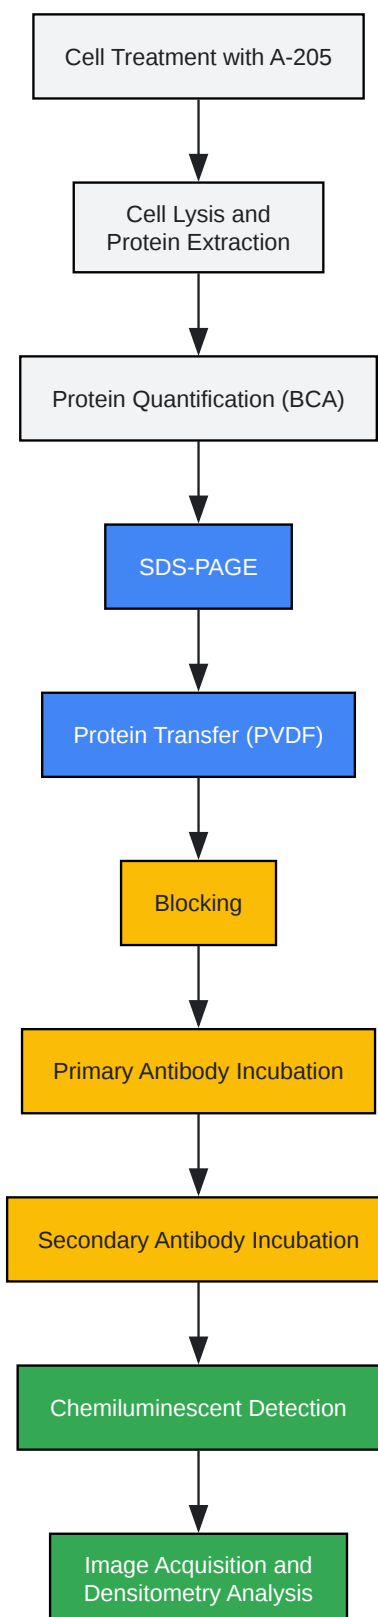 Cell Treatment with A-205
Cell Lysis and
Protein Extraction
Protein Quantification (BCA)
SDS-PAGE
Protein Transfer (PVDF)
Blocking
Primary Antibody Incubation
Secondary Antibody Incubation
Chemiluminescent Detection
Image Acquisition and
Densitometry Analysis